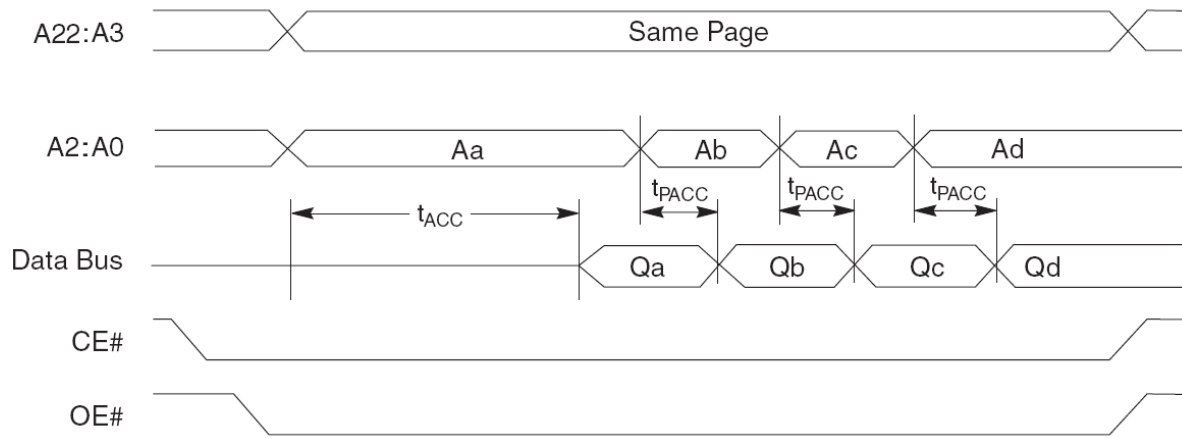 A22:A3 Same Page
A2:A0 Aa Ab Ac Ad
tPACC tPACC tPACC
tACC
Data Bus Qa Qb Qc Qd
CE#
OE#